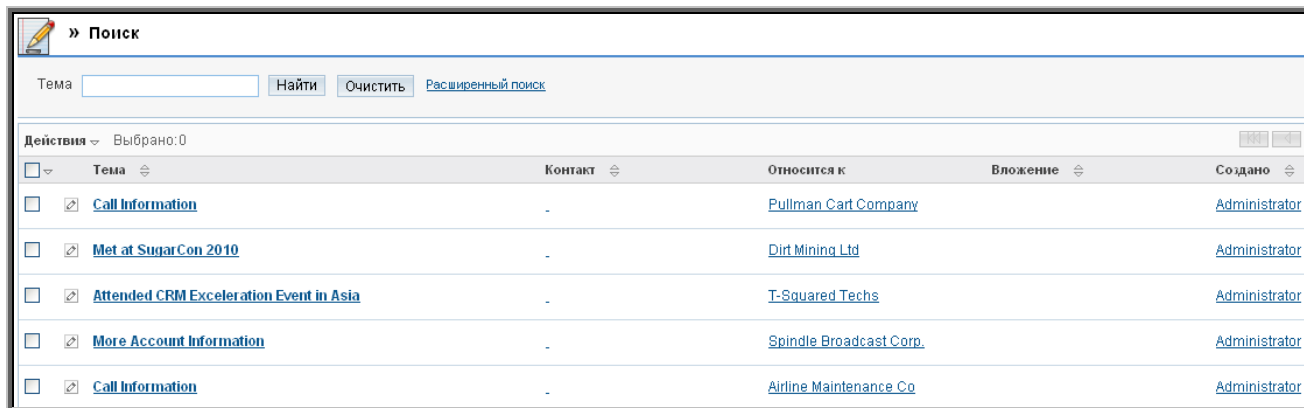 » Поиск
Тема Найти Очистить Расширенный поиск
Действия Выбрано:0
Тема Контакт Относится к Вложение Создано
Call Information Pullman Cart Company Administrator
Met at SugarCon 2010 Dirt Mining Ltd Administrator
Attended CRM Exceleration Event in Asia T-Squared Techs Administrator
More Account Information Spindle Broadcast Corp. Administrator
Call Information Airline Maintenance Co Administrator